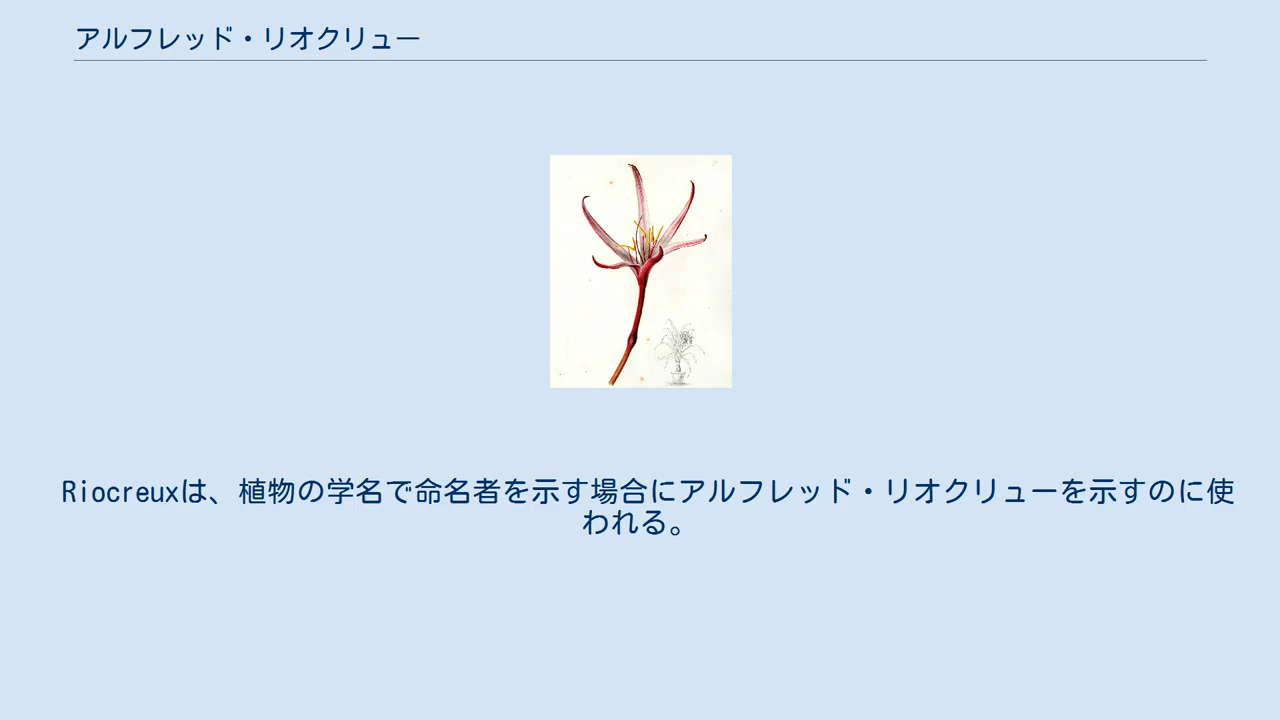 アルフレッド・リオクリュー
Riocreuxは、植物の学名で命名者を示す場合にアルフレッド・リオクリューを示すのに使
われる。